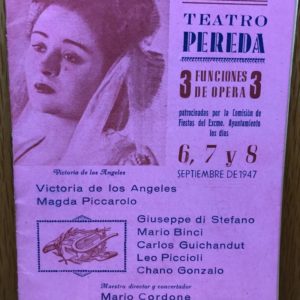 TEATRO
PEREDA
3 FUNCIONES 3
DE OPERA
patrocinadas por la Comisión de
Fiestas del Excmo. Ayuntamiento
los días
6, 7 y 8
SEPTIEMBRE DE 1947
Victoria de los Angeles
Victoria de los Angeles
Magda Piccarolo
Giuseppe di Stefano
Mario Binci
Carlos Guichandut
Leo Piccioli
Chano Gonzalo
Maestro director y concertador
Mario Cordone